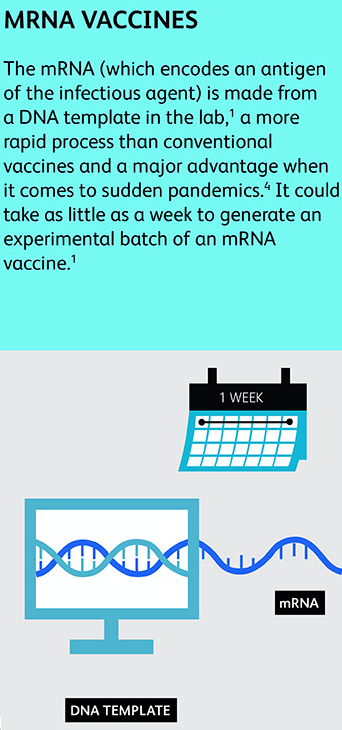 MRNA VACCINES
The mRNA (which encodes an antigen
of the infectious agent) is made from
a DNA template in the lab,¹ a more
rapid process than conventional
vaccines and a major advantage when
it comes to sudden pandemics.⁴ It could
take as little as a week to generate an
experimental batch of an mRNA
vaccine.¹
1 WEEK
mRNA
DNA TEMPLATE